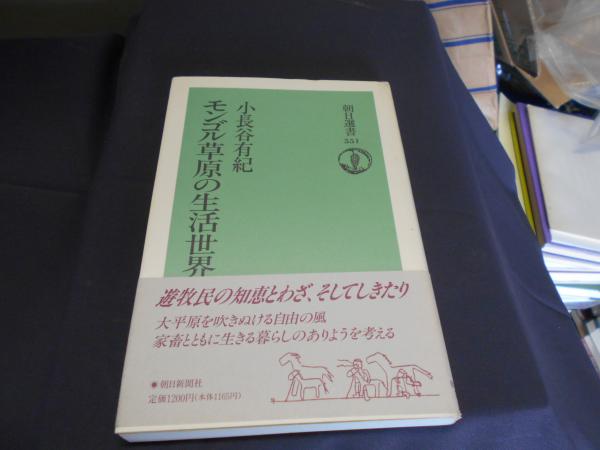 朝日選書
551
小長谷有紀
モンゴル草原の生活世界
遊牧民の知恵とわざ、そしてしきたり
大平原を吹きぬける自由の風
家畜とともに生きる暮らしのありようを考える
朝日新聞社
定価1200円(本体1165円)